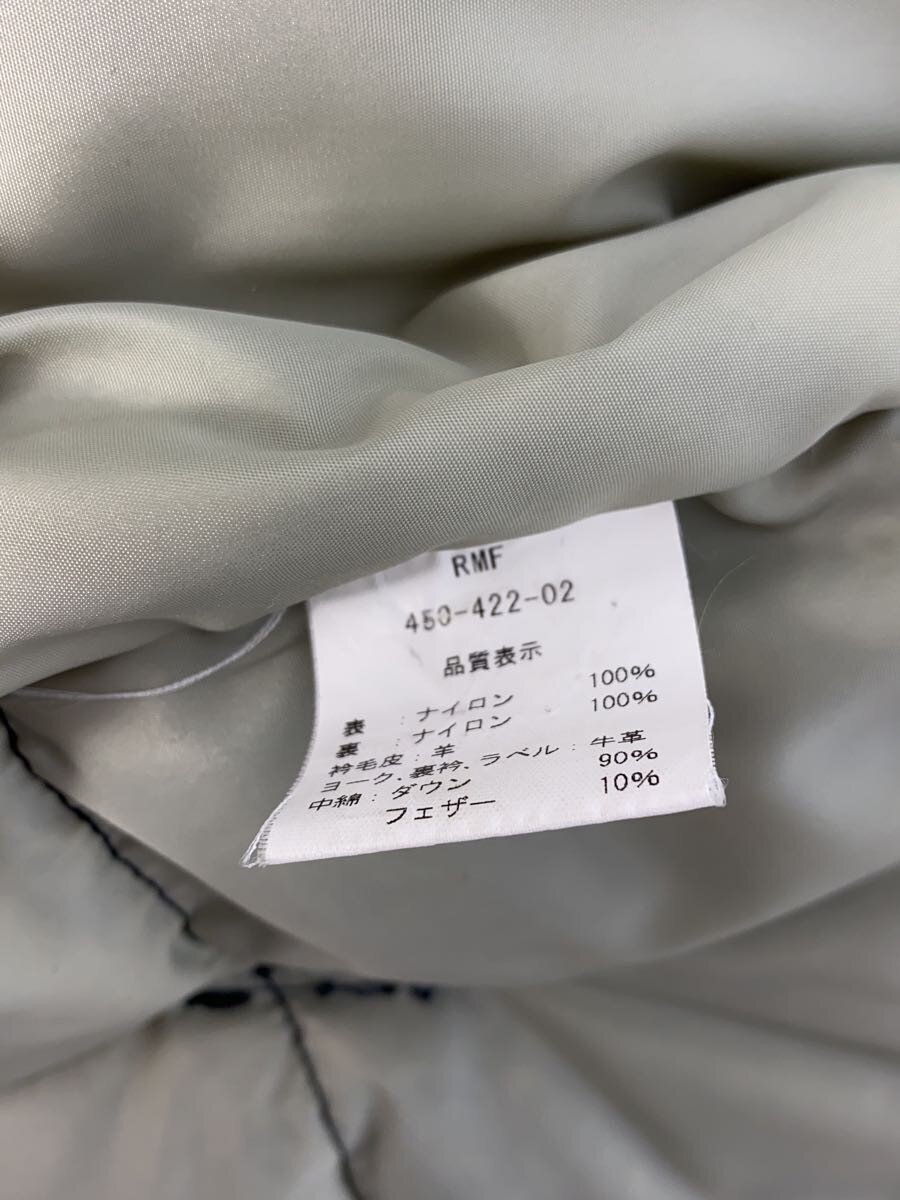 RMF
450-422-02
品質表示
表 : ナイロン 100%
裏 : ナイロン 100%
衿毛皮 : 羊
ヨーク、裏衿、ラベル : 牛革
中綿 : ダウン 90%
フェザー 10%